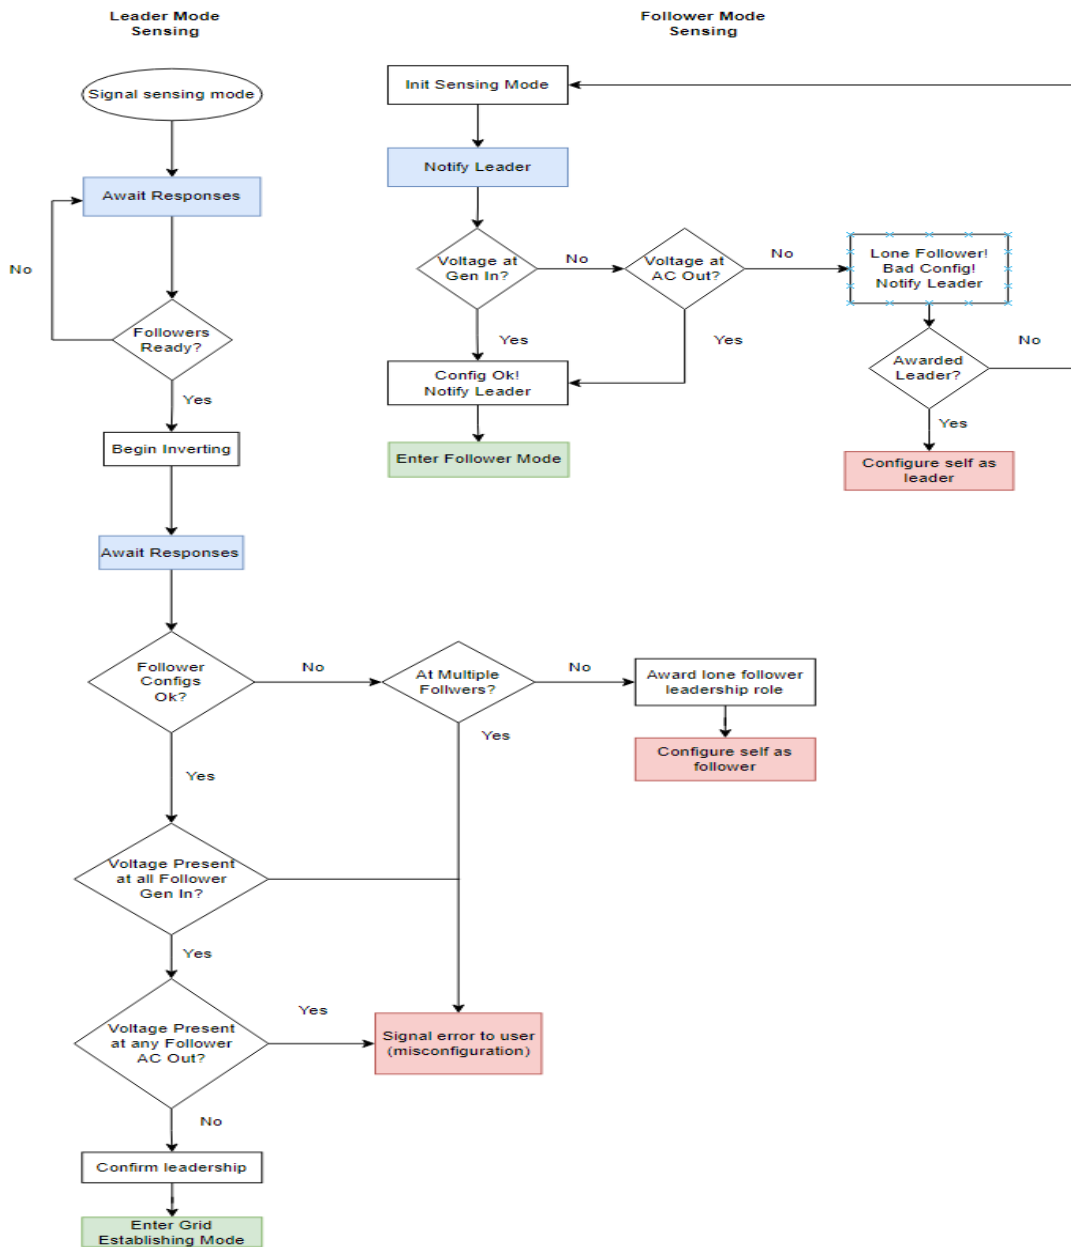 Leader Mode
Sensing
Signal sensing mode
Await Responses
No
Followers
Ready?
Yes
Begin Inverting
Await Responses
Follower
Configs
Ok?
No
At Multiple
Follwers?
No
Award lone follower
leadership role
Configure self as
follower
Yes
Yes
Voltage Present
at all Follower
Gen In?
Yes
Voltage Present
at any Follower
AC Out?
Yes
Signal error to user
(misconfiguration)
No
Confirm leadership
Enter Grid
Establishing Mode
Follower Mode
Sensing
Init Sensing Mode
Notify Leader
Voltage at
Gen In?
No
Voltage at
AC Out?
No
Lone Follower!
Bad Config!
Notify Leader
Yes
Yes
Config Ok!
Notify Leader
Enter Follower Mode
Awarded
Leader?
No
Yes
Configure self as
leader